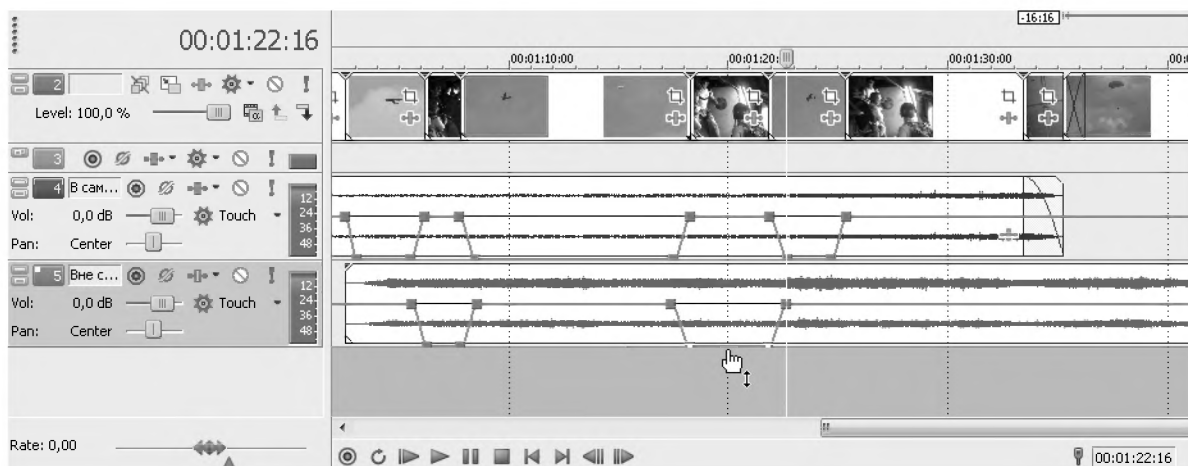 -16:16
00:01:22:16
00:01:10:00
00:01:20:
00:01:30:00
2
Level: 100,0 %
3
4 В сам...
12
24
36
48
Vol: 0,0 dB Touch
Pan: Center
5 Вне с...
12
24
36
48
Vol: 0,0 dB Touch
Pan: Center
Rate: 0,00
00:01:22:16